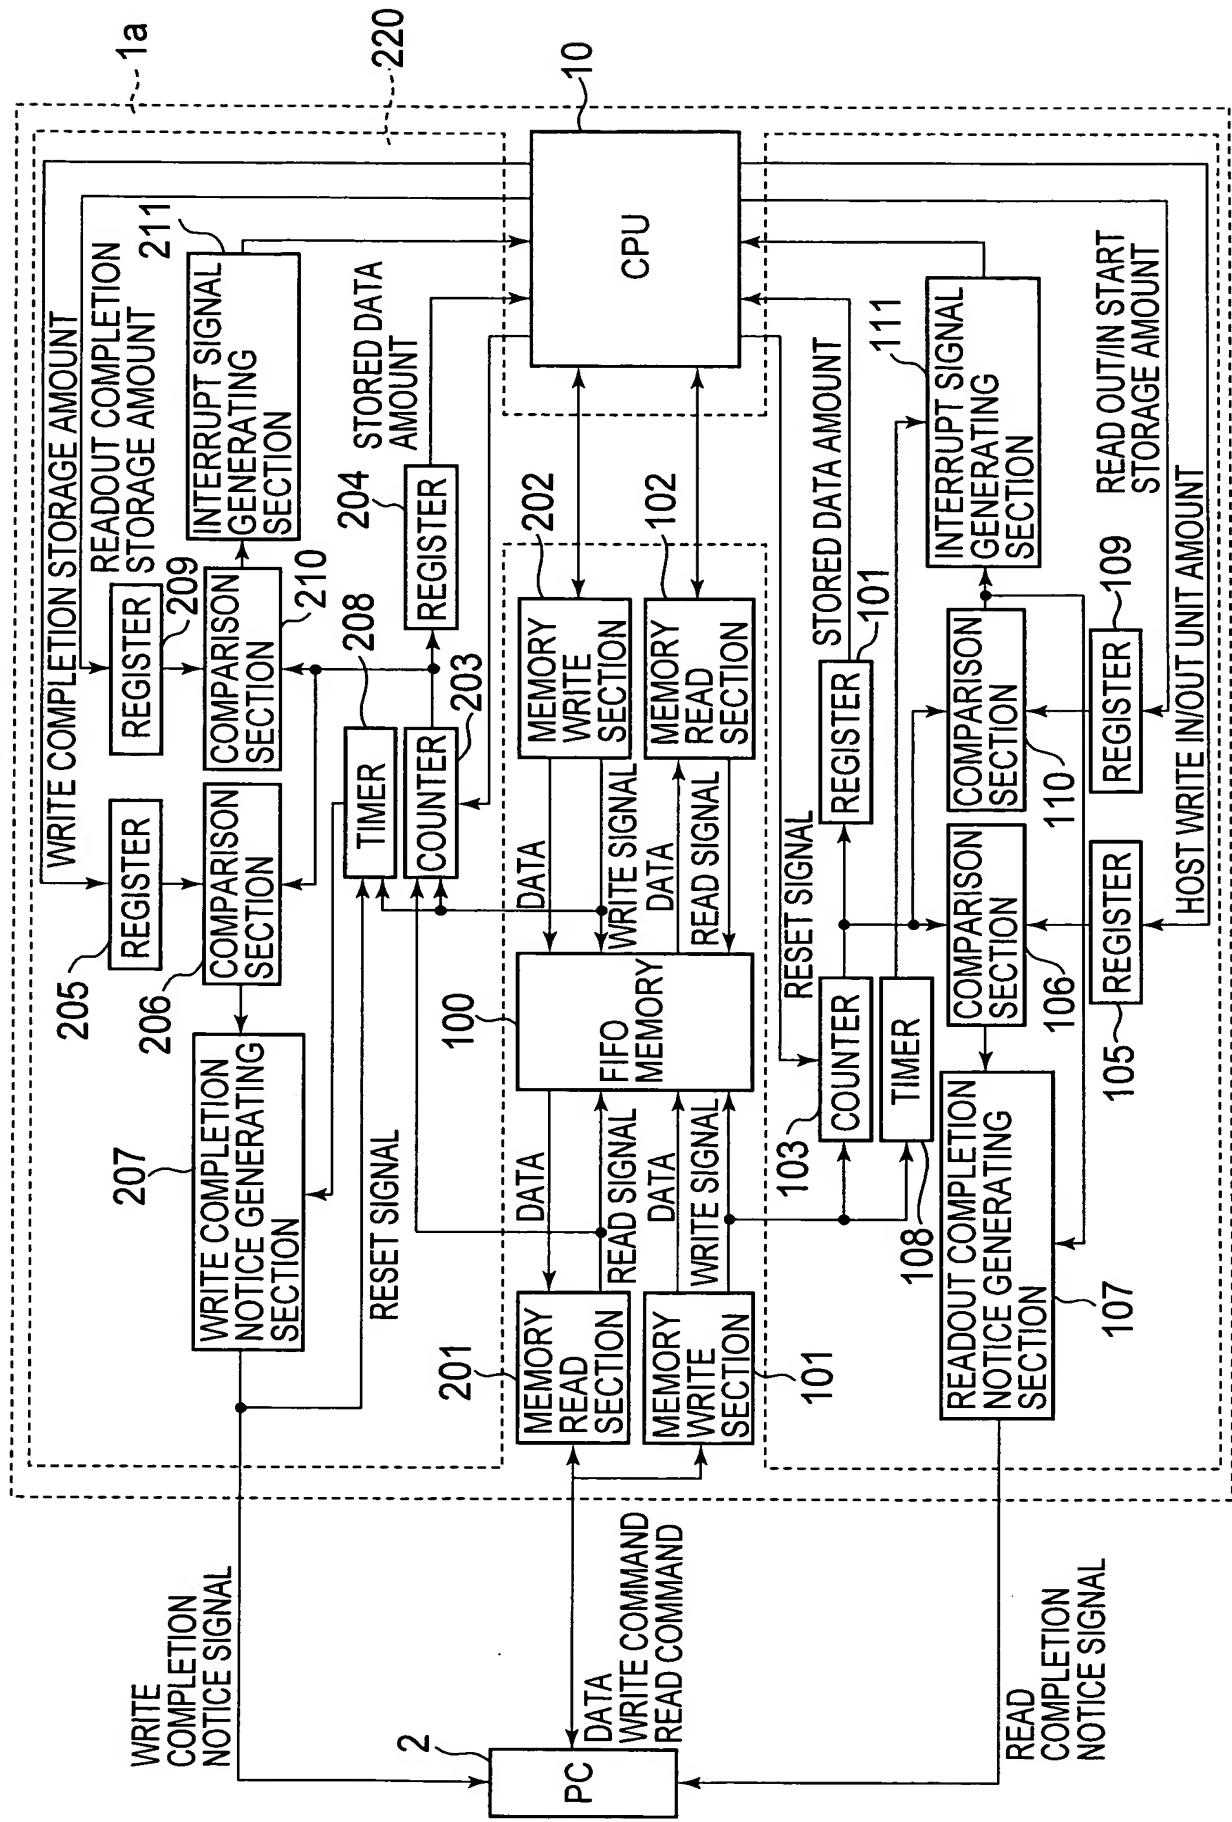 1a
220
WRITE COMPLETION STORAGE AMOUNT
READOUT COMPLETION
STORAGE AMOUNT
205
REGISTER
REGISTER
209
211
207
WRITE COMPLETION
NOTICE GENERATING
SECTION
206
COMPARISON
SECTION
COMPARISON
SECTION
210
INTERRUPT SIGNAL
GENERATING
SECTION
WRITE
COMPLETION
NOTICE SIGNAL
RESET SIGNAL
TIMER
208
COUNTER
203
204
REGISTER
STORED DATA
AMOUNT
10
CPU
2
PC
DATA
WRITE COMMAND
READ COMMAND
201
MEMORY
READ
SECTION
DATA
READ SIGNAL
100
FIFO
MEMORY
DATA
WRITE SIGNAL
MEMORY
WRITE
SECTION
202
MEMORY
WRITE
SECTION
101
DATA
WRITE SIGNAL
DATA
READ SIGNAL
MEMORY
READ
SECTION
102
RESET SIGNAL
103
COUNTER
REGISTER
101
STORED DATA AMOUNT
108
TIMER
READOUT COMPLETION
NOTICE GENERATING
SECTION
107
COMPARISON
SECTION
106
COMPARISON
SECTION
110
INTERRUPT SIGNAL
GENERATING
SECTION
111
105
REGISTER
REGISTER
109
READ OUT/IN START
STORAGE AMOUNT
HOST WRITE IN/OUT UNIT AMOUNT
READ
COMPLETION
NOTICE SIGNAL